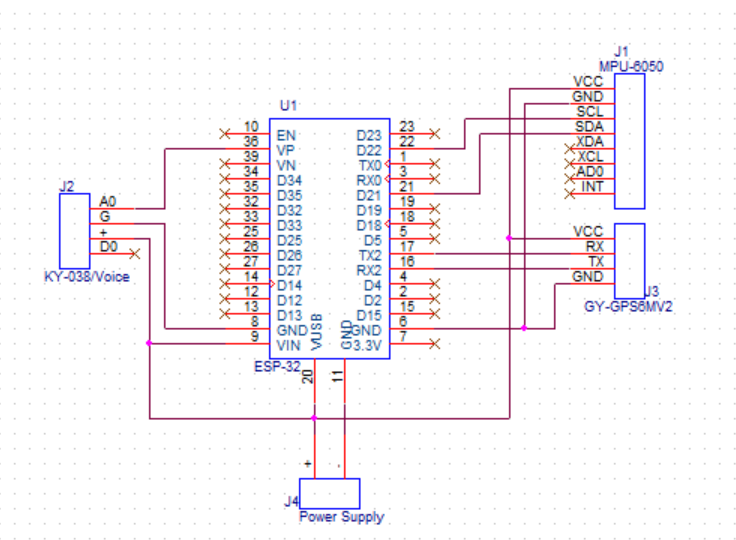 J1
MPU-6050
VCC
GND
SCL
SDA
XDA
XCL
AD0
INT
U1
10 EN D23 23
36 VP D22 22
39 VN TX0 1
34 D34 RX0 3
35 D35 D21 21
32 D32 D19 19
33 D33 D18 18
25 D25 D5 5
26 D26 TX2 17
27 D27 RX2 16
14 D14 D4 4
12 D12 D2 2
13 D13 D15 15
8 GND GND 6
9 VIN 3.3V 7
VUSB GND
20 11
ESP-32
J2
A0
G
+
D0
KY-038/Voice
VCC
RX
TX
GND
J3
GY-GPS6MV2
+ -
J4
Power Supply